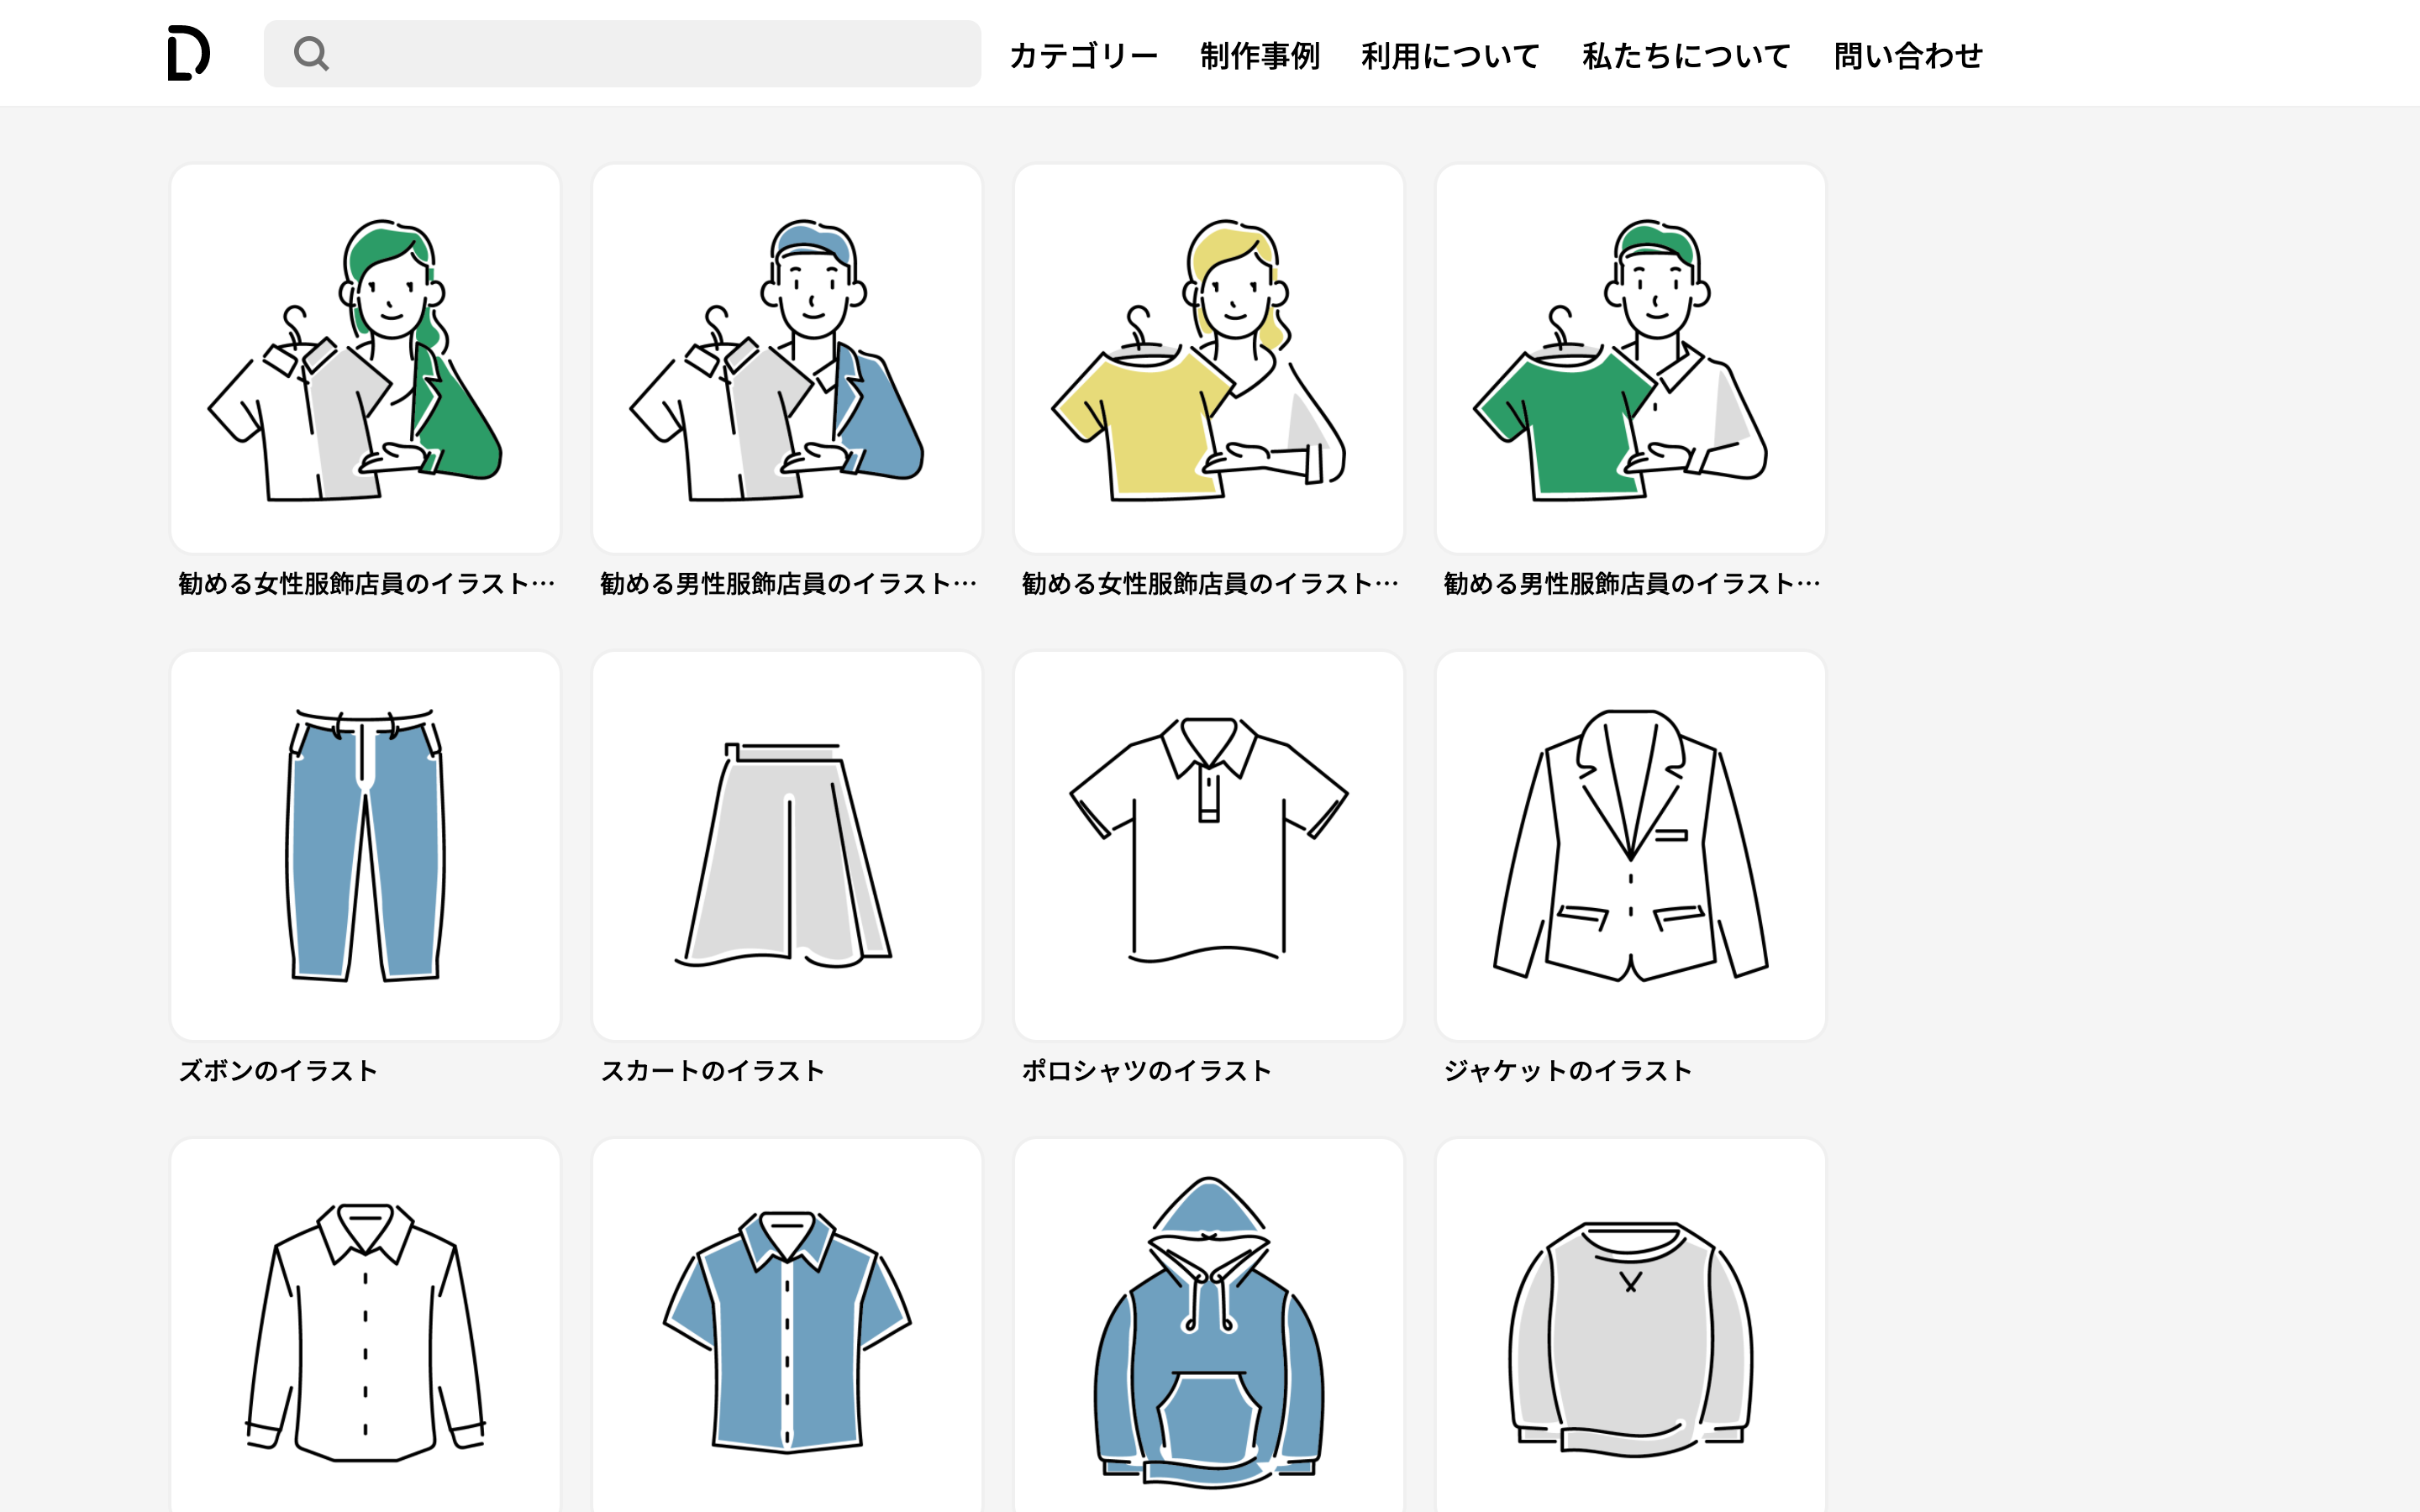 カテゴリー 制作事例 利用について 私たちについて 問い合わせ
勧める女性服飾店員のイラスト…
勧める男性服飾店員のイラスト…
勧める女性服飾店員のイラスト…
勧める男性服飾店員のイラスト…
ズボンのイラスト
スカートのイラスト
ポロシャツのイラスト
ジャケットのイラスト